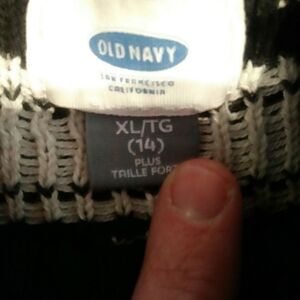 OLD NAVY
SAN FRANCISCO
CALIFORNIA
XL/TG
(14)
PLUS
TAILLE FORTE